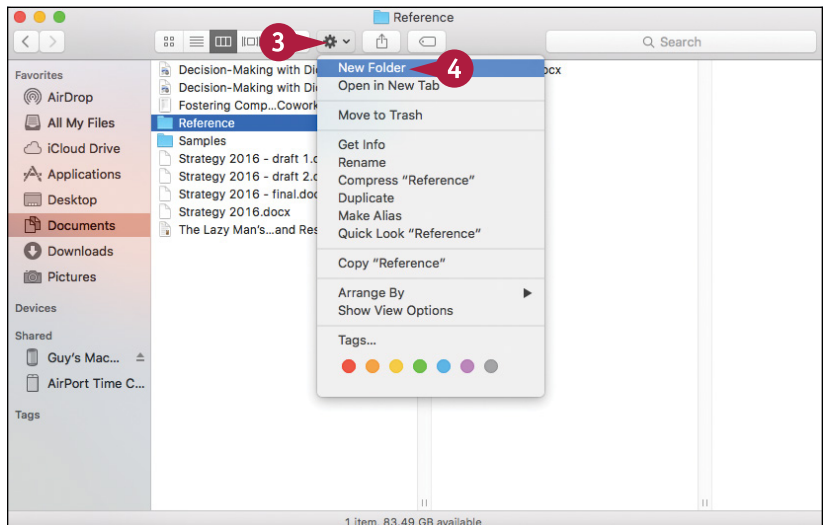 Reference
3
Search
Favorites
AirDrop
All My Files
iCloud Drive
Applications
Desktop
Documents
Downloads
Pictures
Devices
Shared
Guy's Mac...
AirPort Time C...
Tags
Decision-Making with Di
Decision-Making with Di
Fostering Comp...Cowork
Reference
Samples
Strategy 2016 - draft 1.d
Strategy 2016 - draft 2.d
Strategy 2016 - final.doc
Strategy 2016.docx
The Lazy Man's...and Res
ocx
New Folder
4
Open in New Tab
Move to Trash
Get Info
Rename
Compress “Reference”
Duplicate
Make Alias
Quick Look “Reference”
Copy “Reference”
Arrange By
Show View Options
Tags...
1 item, 83.49 GB available